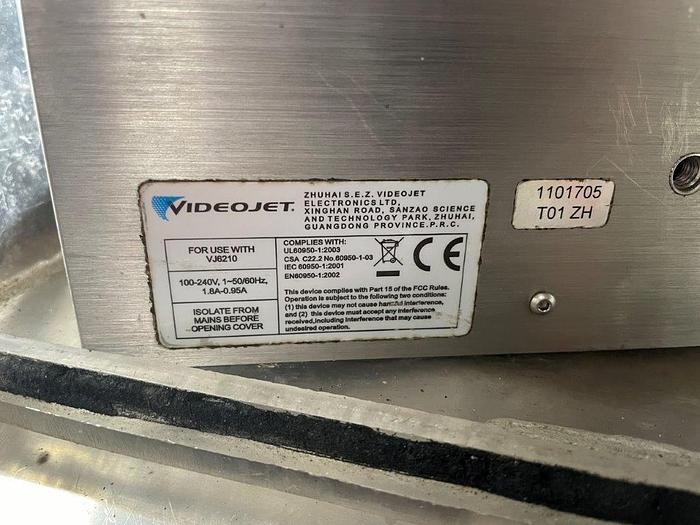 VIDEOJET.
ZHUHAI S.E.Z. VIDEOJET
ELECTRONICS LTD,
XINGHAN ROAD, SANZAO SCIENCE
AND TECHNOLOGY PARK, ZHUHAI,
GUANGDONG PROVINCE.P.R.C.
FOR USE WITH
VJ6210
100-240V, 1~50/60Hz,
1.8A-0.95A
ISOLATE FROM
MAINS BEFORE
OPENING COVER
COMPLIES WITH:
UL60950-1:2003
CSA C22.2 No.60950-1-03
IEC 60950-1:2001
EN60950-1:2002
CE
This device complies with Part 15 of the FCC Rules.
Operation is subject to the following two conditions:
(1) this device may not cause harmful interference,
and (2) this device must accept any interference
received,including interference that may cause
undesired operation.
1101705
T01 ZH